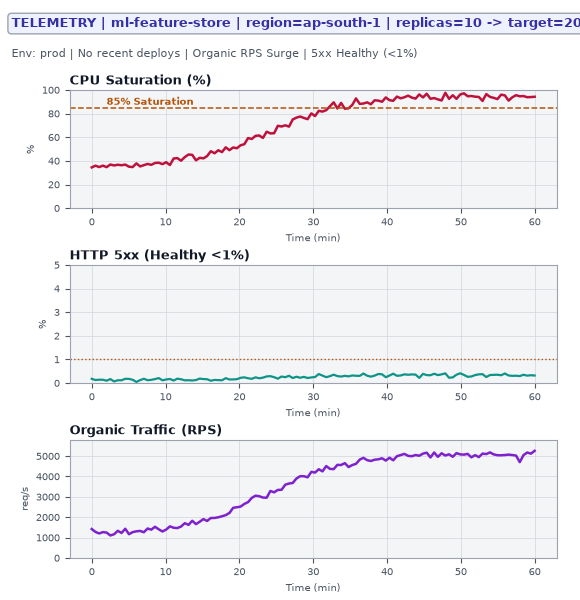 TELEMETRY | ml-feature-store | region=ap-south-1 | replicas=10 -> target=20
Env: prod | No recent deploys | Organic RPS Surge | 5xx Healthy (<1%)
CPU Saturation (%)
100
80
60
40
20
0
%
85% Saturation
0 10 20 30 40 50 60
Time (min)
HTTP 5xx (Healthy <1%)
5
4
3
2
1
0
%
0 10 20 30 40 50 60
Time (min)
Organic Traffic (RPS)
5000
4000
3000
2000
1000
0
req/s
0 10 20 30 40 50 60
Time (min)